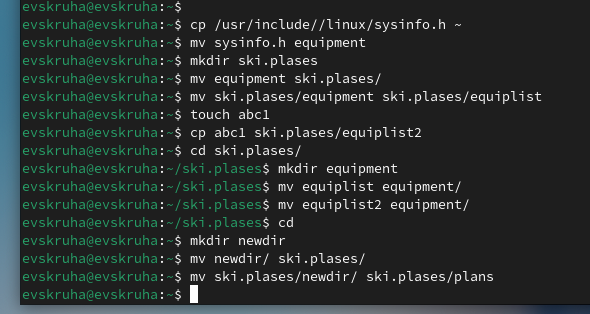 evskruha@evskruha:~$
evskruha@evskruha:~$ cp /usr/include//linux/sysinfo.h ~
evskruha@evskruha:~$ mv sysinfo.h equipment
evskruha@evskruha:~$ mkdir ski.plases
evskruha@evskruha:~$ mv equipment ski.plases/
evskruha@evskruha:~$ mv ski.plases/equipment ski.plases/equiplist
evskruha@evskruha:~$ touch abc1
evskruha@evskruha:~$ cp abc1 ski.plases/equiplist2
evskruha@evskruha:~$ cd ski.plases/
evskruha@evskruha:~/ski.plases$ mkdir equipment
evskruha@evskruha:~/ski.plases$ mv equiplist equipment/
evskruha@evskruha:~/ski.plases$ mv equiplist2 equipment/
evskruha@evskruha:~/ski.plases$ cd
evskruha@evskruha:~$ mkdir newdir
evskruha@evskruha:~$ mv newdir/ ski.plases/
evskruha@evskruha:~$ mv ski.plases/newdir/ ski.plases/plans
evskruha@evskruha:~$